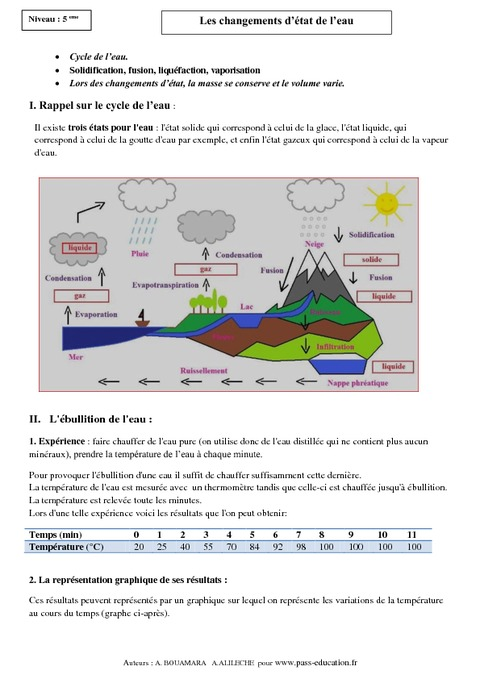 Niveau : 5 ème
Les changements d'état de l'eau
• Cycle de l'eau.
• Solidification, fusion, liquéfaction, vaporisation
• Lors des changements d'état, la masse se conserve et le volume varie.
I. Rappel sur le cycle de l'eau :
Il existe trois états pour l'eau : l'état solide qui correspond à celui de la glace, l'état liquide, qui
correspond à celui de la goutte d'eau par exemple, et enfin l'état gazeux qui correspond à celui de la vapeur
d'eau.
liquide
Pluie
Neige
Solidification
Condensation
gaz
solide
Condensation
gaz
Evapotranspiration
Fusion
Fusion
liquide
Evaporation
Lac
Mer
Infiltration
liquide
Ruissellement
Nappe phréatique
II. L'ébullition de l'eau :
1. Expérience : faire chauffer de l'eau pure (on utilise donc de l'eau distillée qui ne contient plus aucun
minéraux), prendre la température de l'eau à chaque minute.
Pour provoquer l'ébullition d'une eau il suffit de chauffer suffisamment cette dernière.
La température de l'eau est mesurée avec un thermomètre tandis que celle-ci est chauffée jusqu'à ébullition.
La température est relevée toute les minutes.
Lors d'une telle expérience voici les résultats que l'on peut obtenir:
Temps (min) 0 1 2 3 4 5 6 7 8 9 10 11
Température (°C) 20 25 40 55 70 84 92 98 100 100 100 100
2. La représentation graphique de ses résultats :
Ces résultats peuvent représentés par un graphique sur lequel on représente les variations de la température
au cours du temps (graphe ci-après).
Auteurs : A. BOUAMARA A.ALILECHE pour www.pass-education.fr